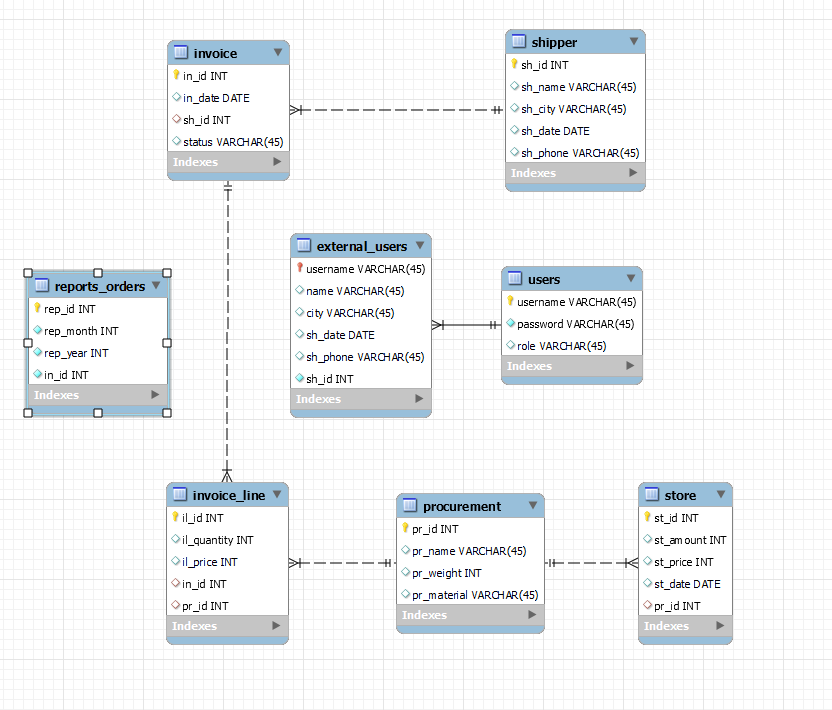 invoice
in_id INT
in_date DATE
sh_id INT
status VARCHAR(45)
Indexes
shipper
sh_id INT
sh_name VARCHAR(45)
sh_city VARCHAR(45)
sh_date DATE
sh_phone VARCHAR(45)
Indexes
external_users
username VARCHAR(45)
name VARCHAR(45)
city VARCHAR(45)
sh_date DATE
sh_phone VARCHAR(45)
sh_id INT
Indexes
users
username VARCHAR(45)
password VARCHAR(45)
role VARCHAR(45)
Indexes
reports_orders
rep_id INT
rep_month INT
rep_year INT
in_id INT
Indexes
invoice_line
il_id INT
il_quantity INT
il_price INT
in_id INT
pr_id INT
Indexes
procurement
pr_id INT
pr_name VARCHAR(45)
pr_weight INT
pr_material VARCHAR(45)
Indexes
store
st_id INT
st_amount INT
st_price INT
st_date DATE
pr_id INT
Indexes